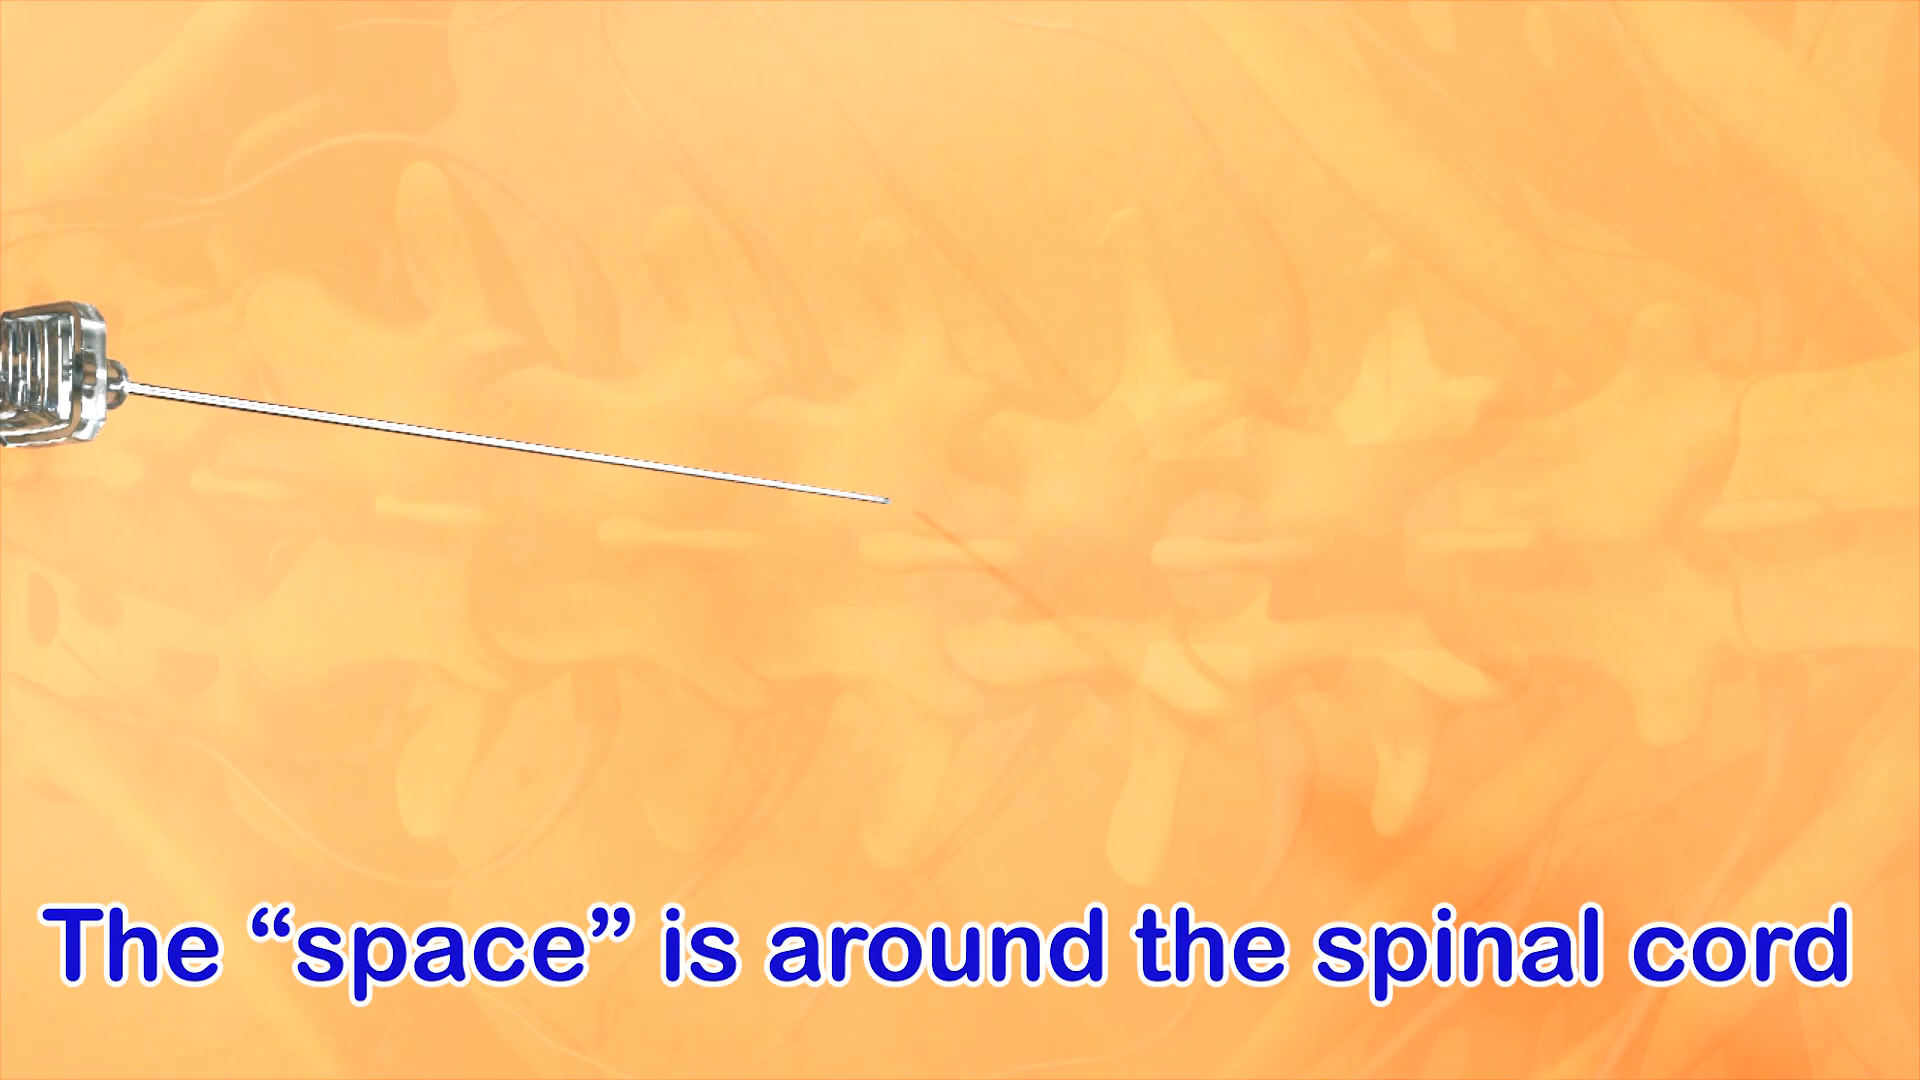 The “space” is around the spinal cord